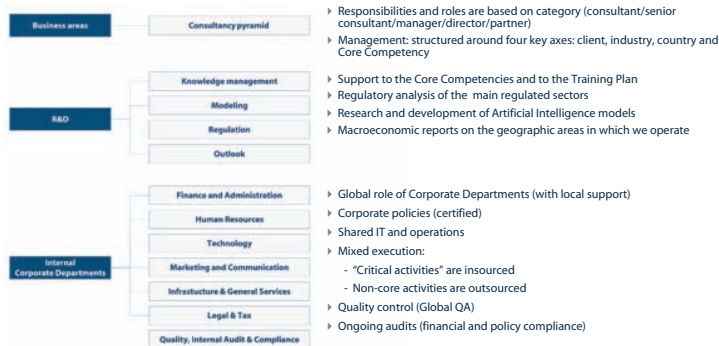 Business areas
Consultancy pyramid
Responsibilities and roles are based on category (consultant/senior
consultant/manager/director/partner)
Management: structured around four key axes: client, industry, country and
Core Competency
R&D
Knowledge management
Modeling
Regulation
Outlook
Support to the Core Competencies and to the Training Plan
Regulatory analysis of the main regulated sectors
Research and development of Artificial Intelligence models
Macroeconomic reports on the geographic areas in which we operate
Internal
Corporate Departments
Finance and Administration
Human Resources
Technology
Marketing and Communication
Infrastucture & General Services
Legal & Tax
Quality, Internal Audit & Compliance
Global role of Corporate Departments (with local support)
Corporate policies (certified)
Shared IT and operations
Mixed execution:
- “Critical activities” are insourced
- Non-core activities are outsourced
Quality control (Global QA)
Ongoing audits (financial and policy compliance)